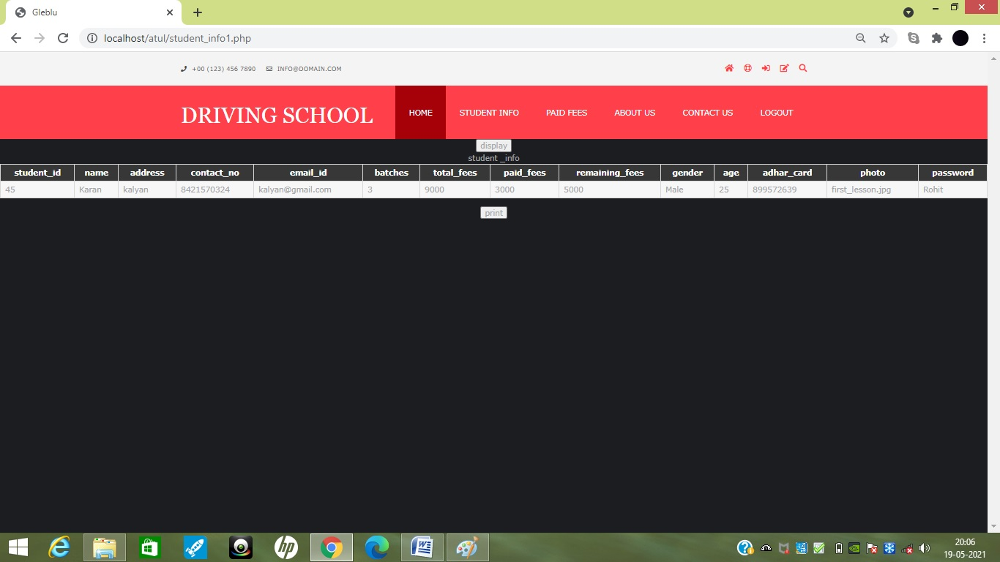 Gleblu
localhost/atul/student_info1.php
+00 (123) 456 7890 INFO@DOMAIN.COM
DRIVING SCHOOL HOME STUDENT INFO PAID FEES ABOUT US CONTACT US LOGOUT
display
student _info
student_id name address contact_no email_id batches total_fees paid_fees remaining_fees gender age adhar_card photo password
45 Karan kalyan 8421570324 kalyan@gmail.com 3 9000 3000 5000 Male 25 899572639 first_lesson.jpg Rohit
print
20:06
19-05-2021